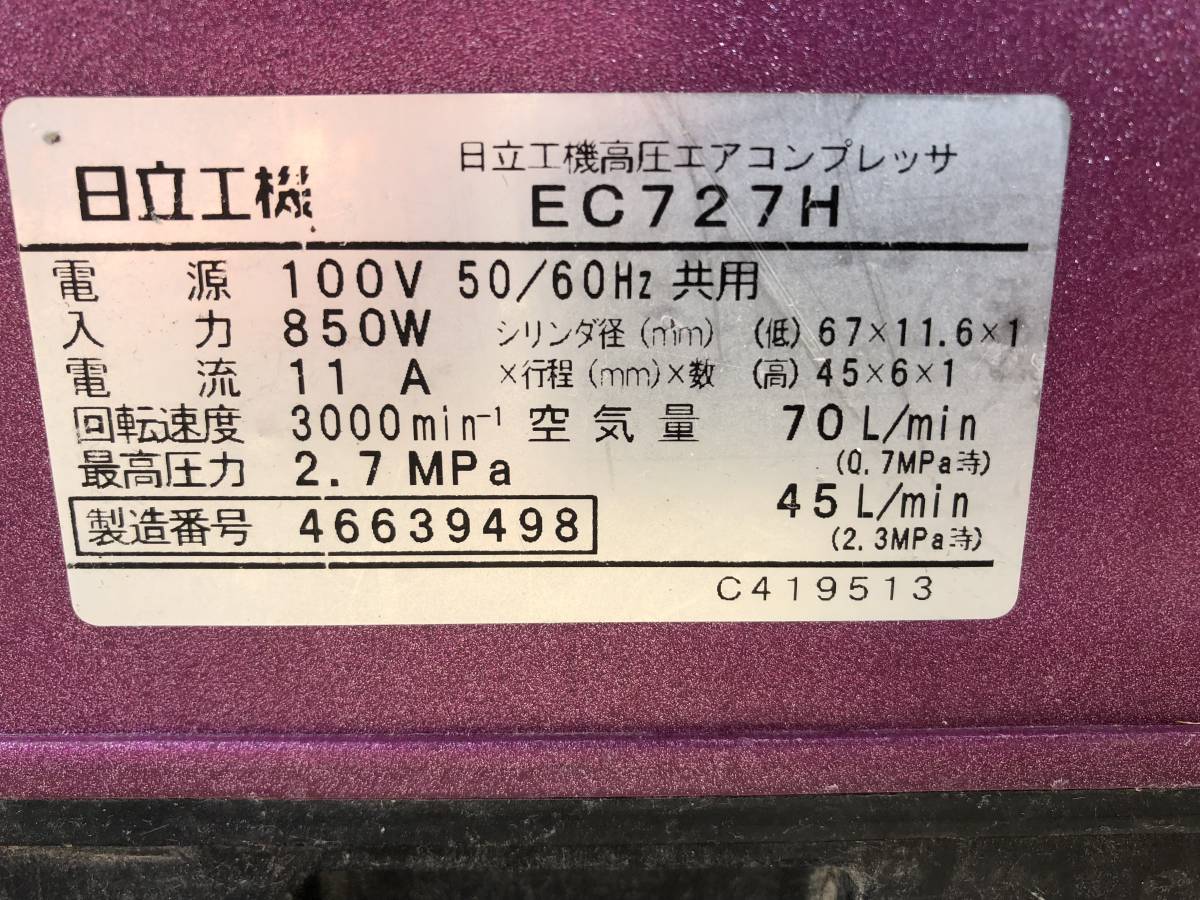 日立工機 日立工機高圧エアコンプレッサ
EC727H
電源 100V 50/60Hz 共用
入力 850W シリンダ径(mm) (低) 67×11.6×1
電流 11 A ×行程(mm)×数 (高) 45×6×1
回転速度 3000min⁻¹ 空気量 70 L/min
(0.7MPa時)
最高圧力 2.7 MPa
45 L/min
製造番号 46639498
(2.3MPa時)
C419513